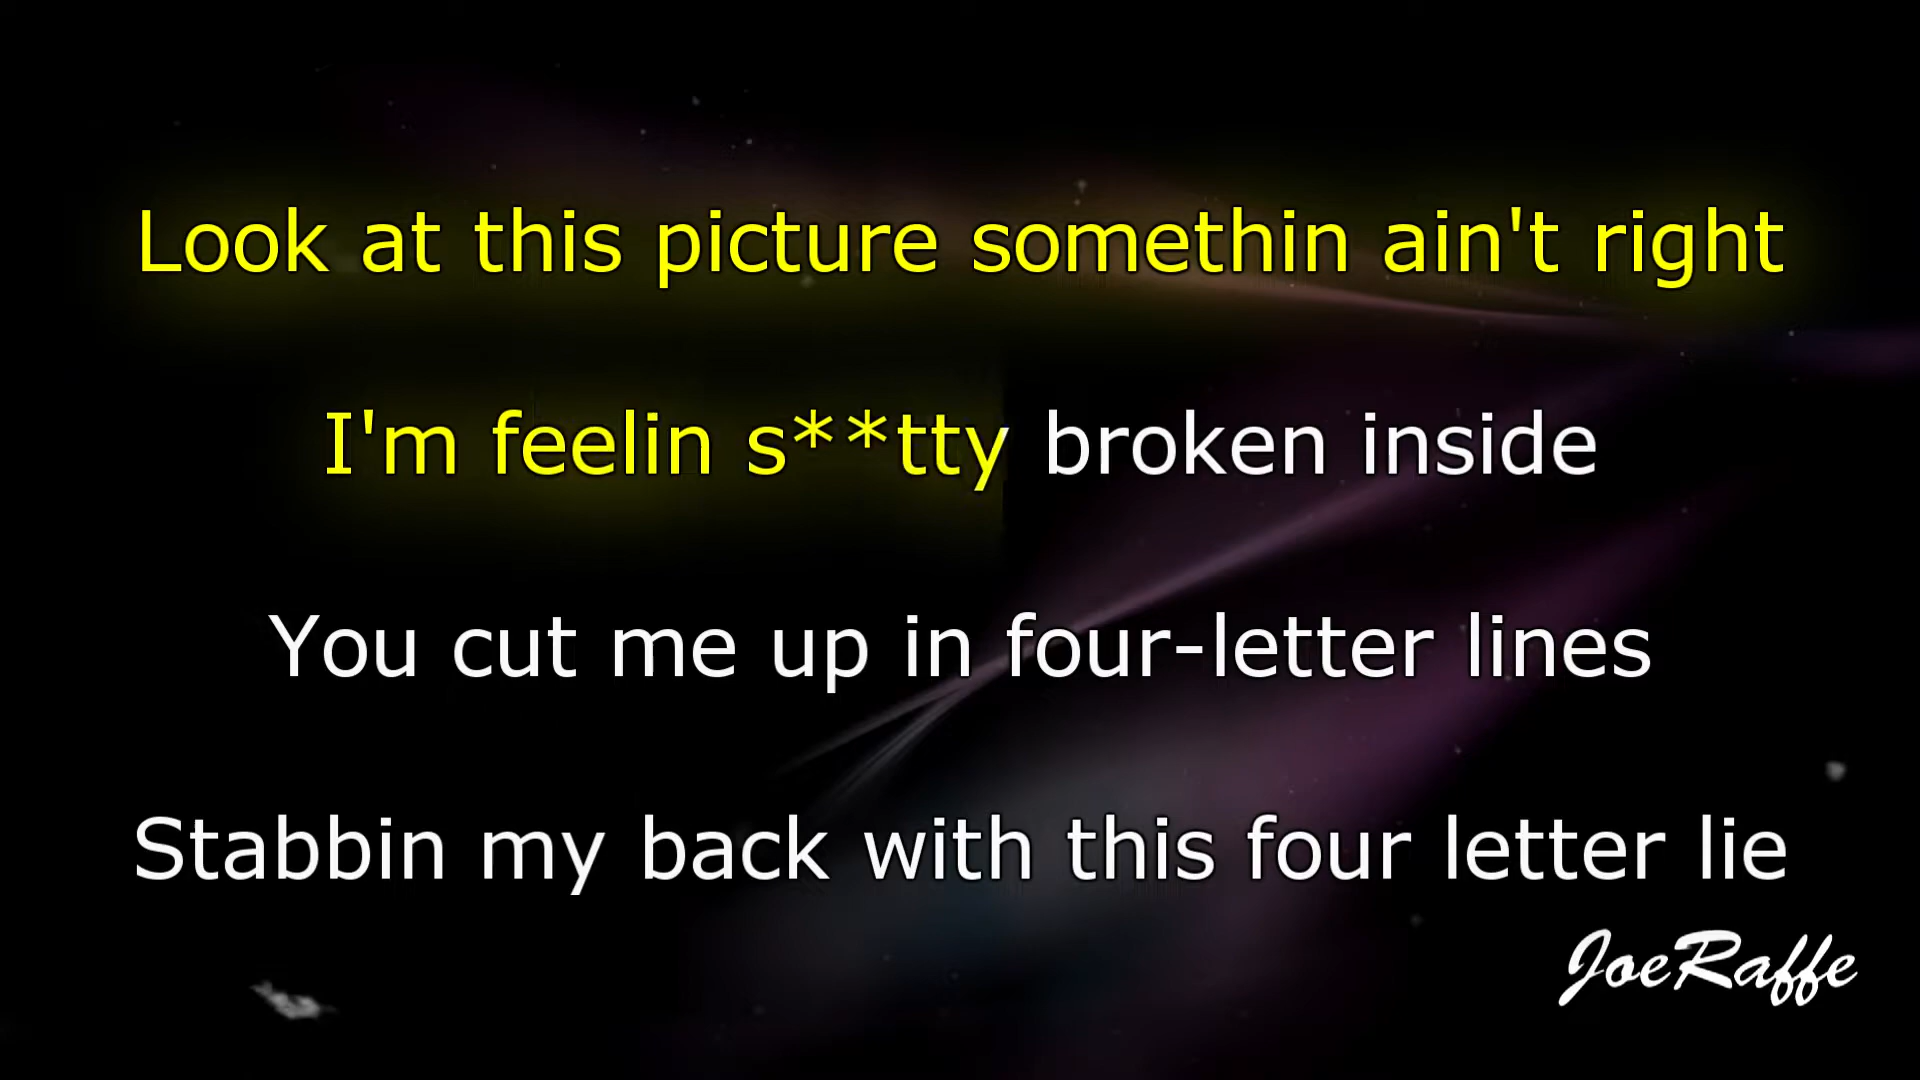 Look at this picture somethin ain't right
I'm feelin s**tty broken inside
You cut me up in four-letter lines
Stabbin my back with this four letter lie
JoeRaffe